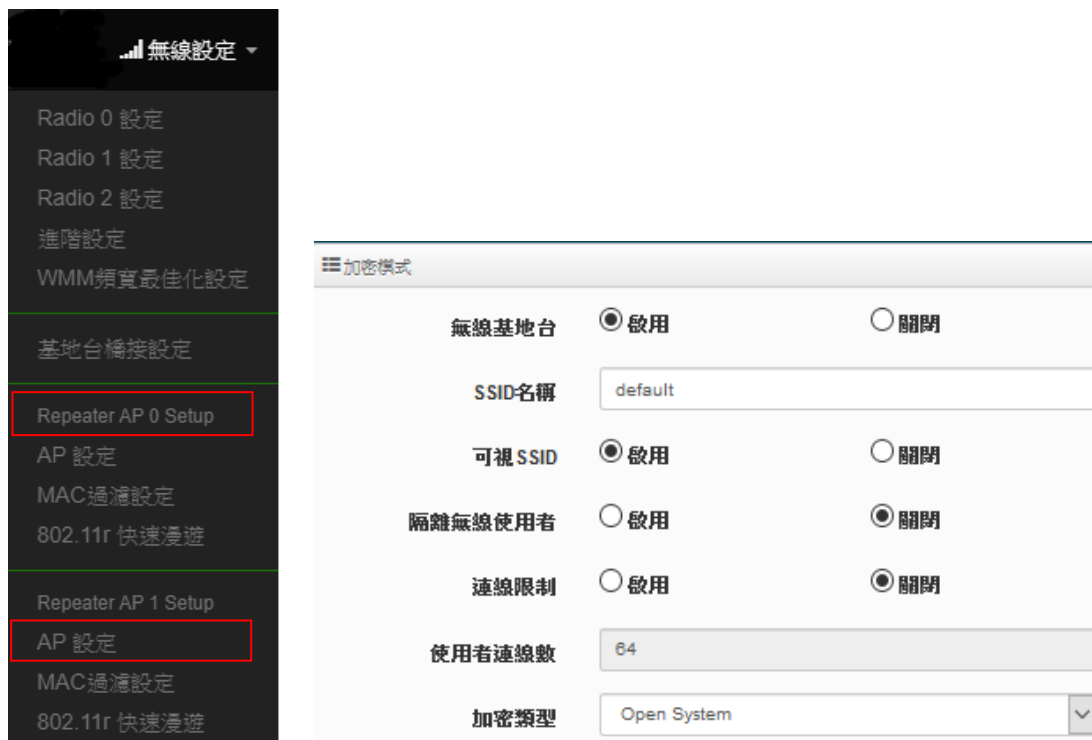 無線設定
Radio 0 設定
Radio 1 設定
Radio 2 設定
進階設定
WMM頻寬最佳化設定
基地台橋接設定
Repeater AP 0 Setup
AP 設定
MAC過濾設定
802.11r 快速漫遊
Repeater AP 1 Setup
AP 設定
MAC過濾設定
802.11r 快速漫遊
加密模式
無線基地台 啟用 關閉
SSID名稱 default
可視SSID 啟用 關閉
隔離無線使用者 啟用 關閉
連線限制 啟用 關閉
使用者連線數 64
加密類型 Open System